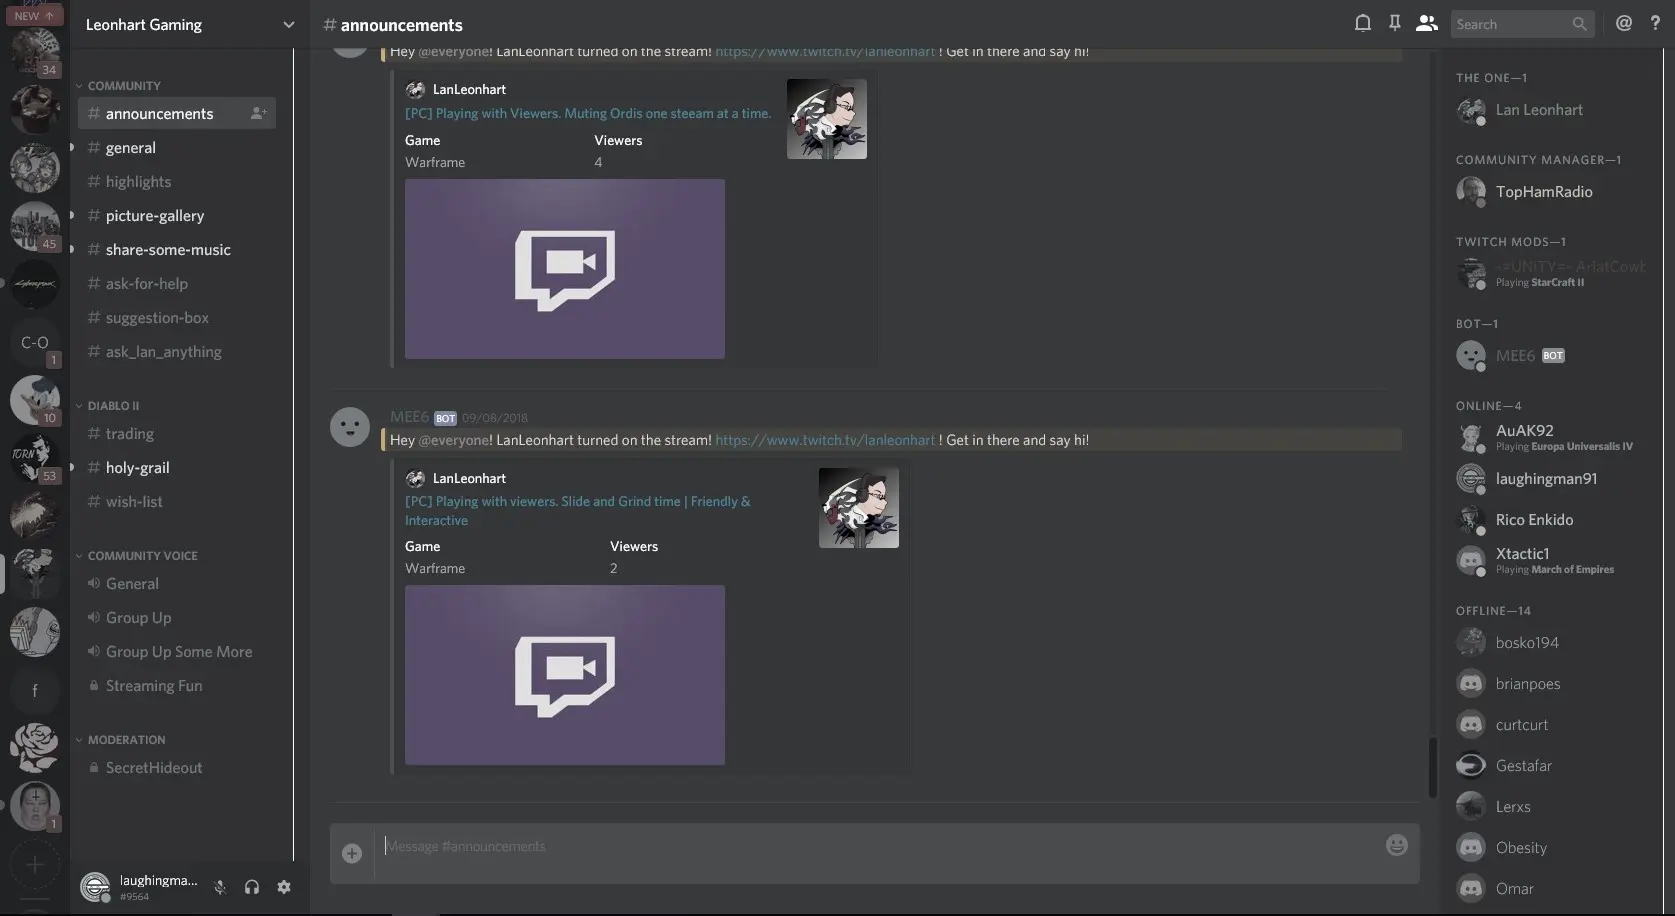 NEW ↑
34
45
C-O
1
10
TORN
53
f
1
Leonhart Gaming
COMMUNITY
# announcements
# general
# highlights
# picture-gallery
# share-some-music
# ask-for-help
# suggestion-box
# ask_lan_anything
DIABLO II
# trading
# holy-grail
# wish-list
COMMUNITY VOICE
General
Group Up
Group Up Some More
Streaming Fun
MODERATION
SecretHideout
laughingma...
#9564
# announcements
Search
@ ?
Hey @everyone! LanLeonhart turned on the stream! https://www.twitch.tv/lanleonhart ! Get in there and say hi!
LanLeonhart
[PC] Playing with Viewers. Muting Ordis one steeam at a time.
Game Viewers
Warframe 4
MEE6 BOT 09/08/2018
Hey @everyone! LanLeonhart turned on the stream! https://www.twitch.tv/lanleonhart ! Get in there and say hi!
LanLeonhart
[PC] Playing with viewers. Slide and Grind time | Friendly &
Interactive
Game Viewers
Warframe 2
Message #announcements
THE ONE—1
Lan Leonhart
COMMUNITY MANAGER—1
TopHamRadio
TWITCH MODS—1
-=UNITY=- AriatCowb
Playing StarCraft II
BOT—1
MEE6 BOT
ONLINE—4
AuAK92
Playing Europa Universalis IV
laughingman91
Rico Enkido
Xtactic1
Playing March of Empires
OFFLINE—14
bosko194
brianpoes
curtcurt
Gestafar
Lerxs
Obesity
Omar